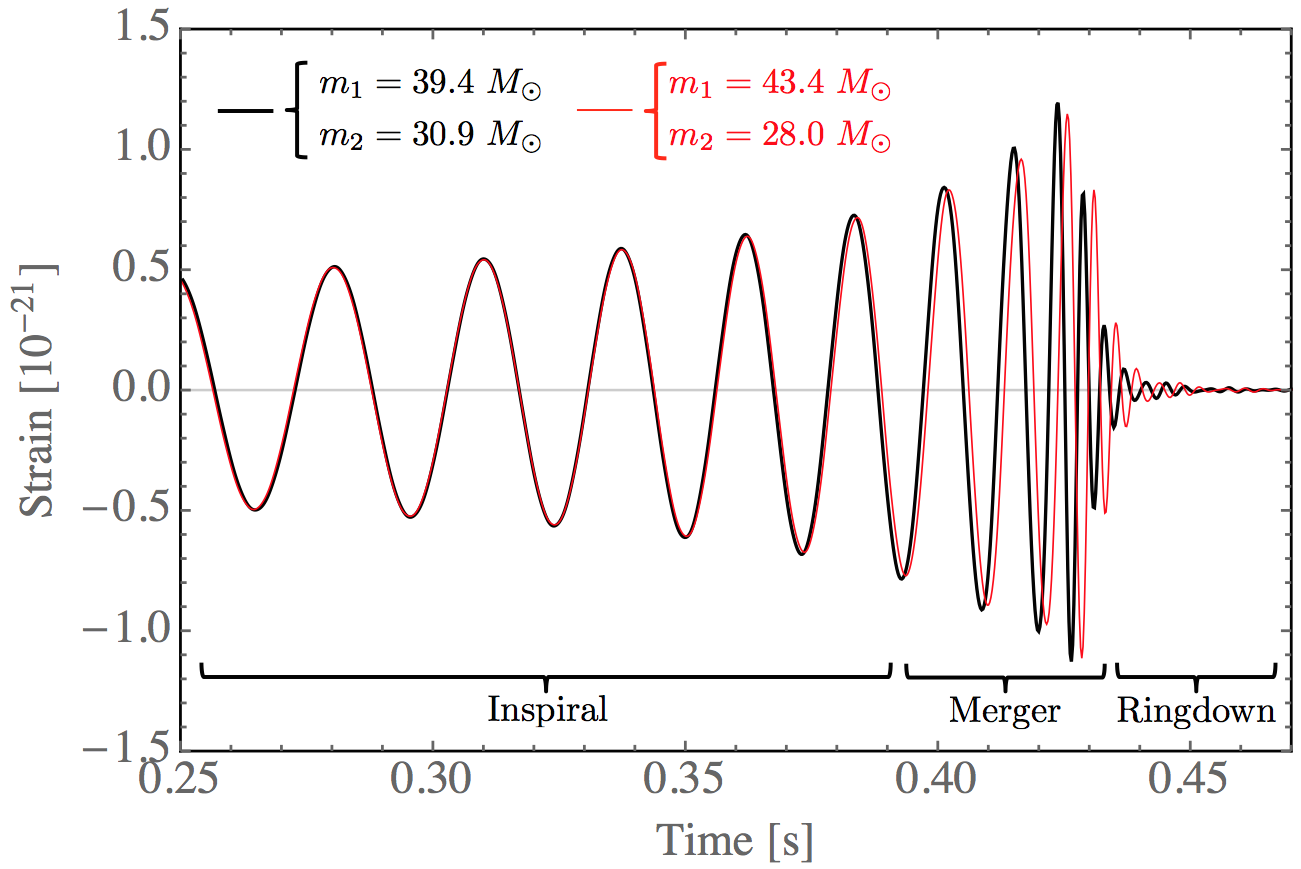 1.5
1.0
0.5
0.0
−0.5
−1.0
−1.5
Strain [10⁻²¹]
m₁ = 39.4 M⊙
m₂ = 30.9 M⊙
m₁ = 43.4 M⊙
m₂ = 28.0 M⊙
Inspiral Merger Ringdown
0.25 0.30 0.35 0.40 0.45
Time [s]